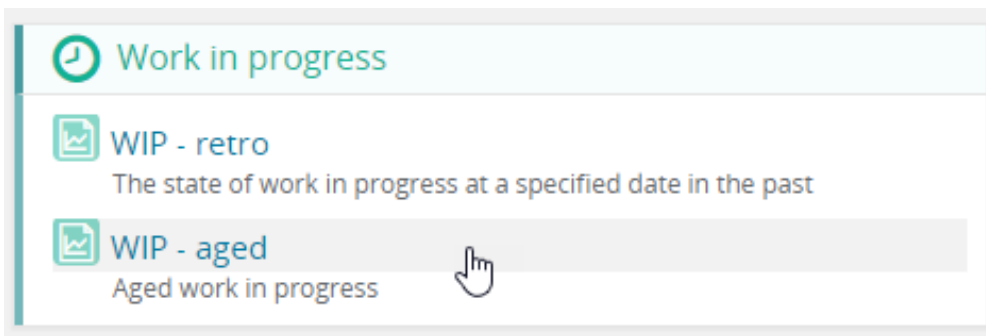 Work in progress
WIP - retro
The state of work in progress at a specified date in the past
WIP - aged
Aged work in progress